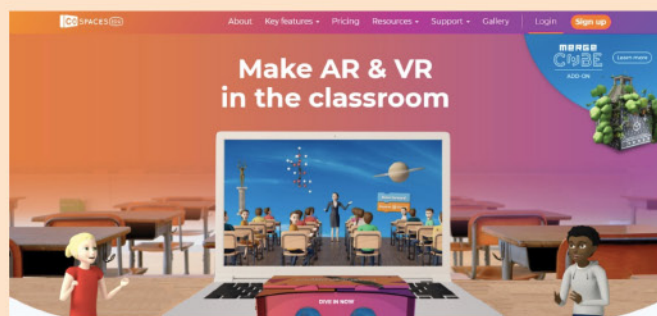 CO SPACES edu
About Key features Pricing Resources Support Gallery Login Sign up
MERGE
CUBE
ADD-ON
Learn more
Make AR & VR
in the classroom
DIVE IN NOW